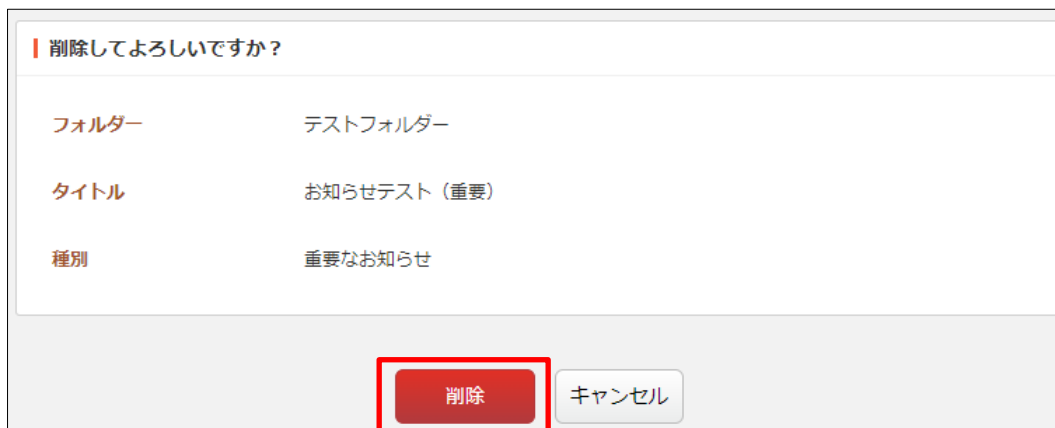 削除してよろしいですか？
フォルダー テストフォルダー
タイトル お知らせテスト（重要）
種別 重要なお知らせ
削除 キャンセル